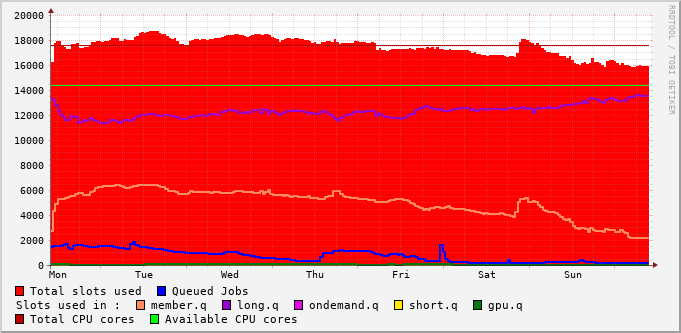 20000
18000
16000
14000
12000
10000
8000
6000
4000
2000
0
Mon Tue Wed Thu Fri Sat Sun
RRDTOOL / TOBI OETIKER
Total slots used Queued Jobs
Slots used in : member.q long.q ondemand.q short.q gpu.q
Total CPU cores Available CPU cores